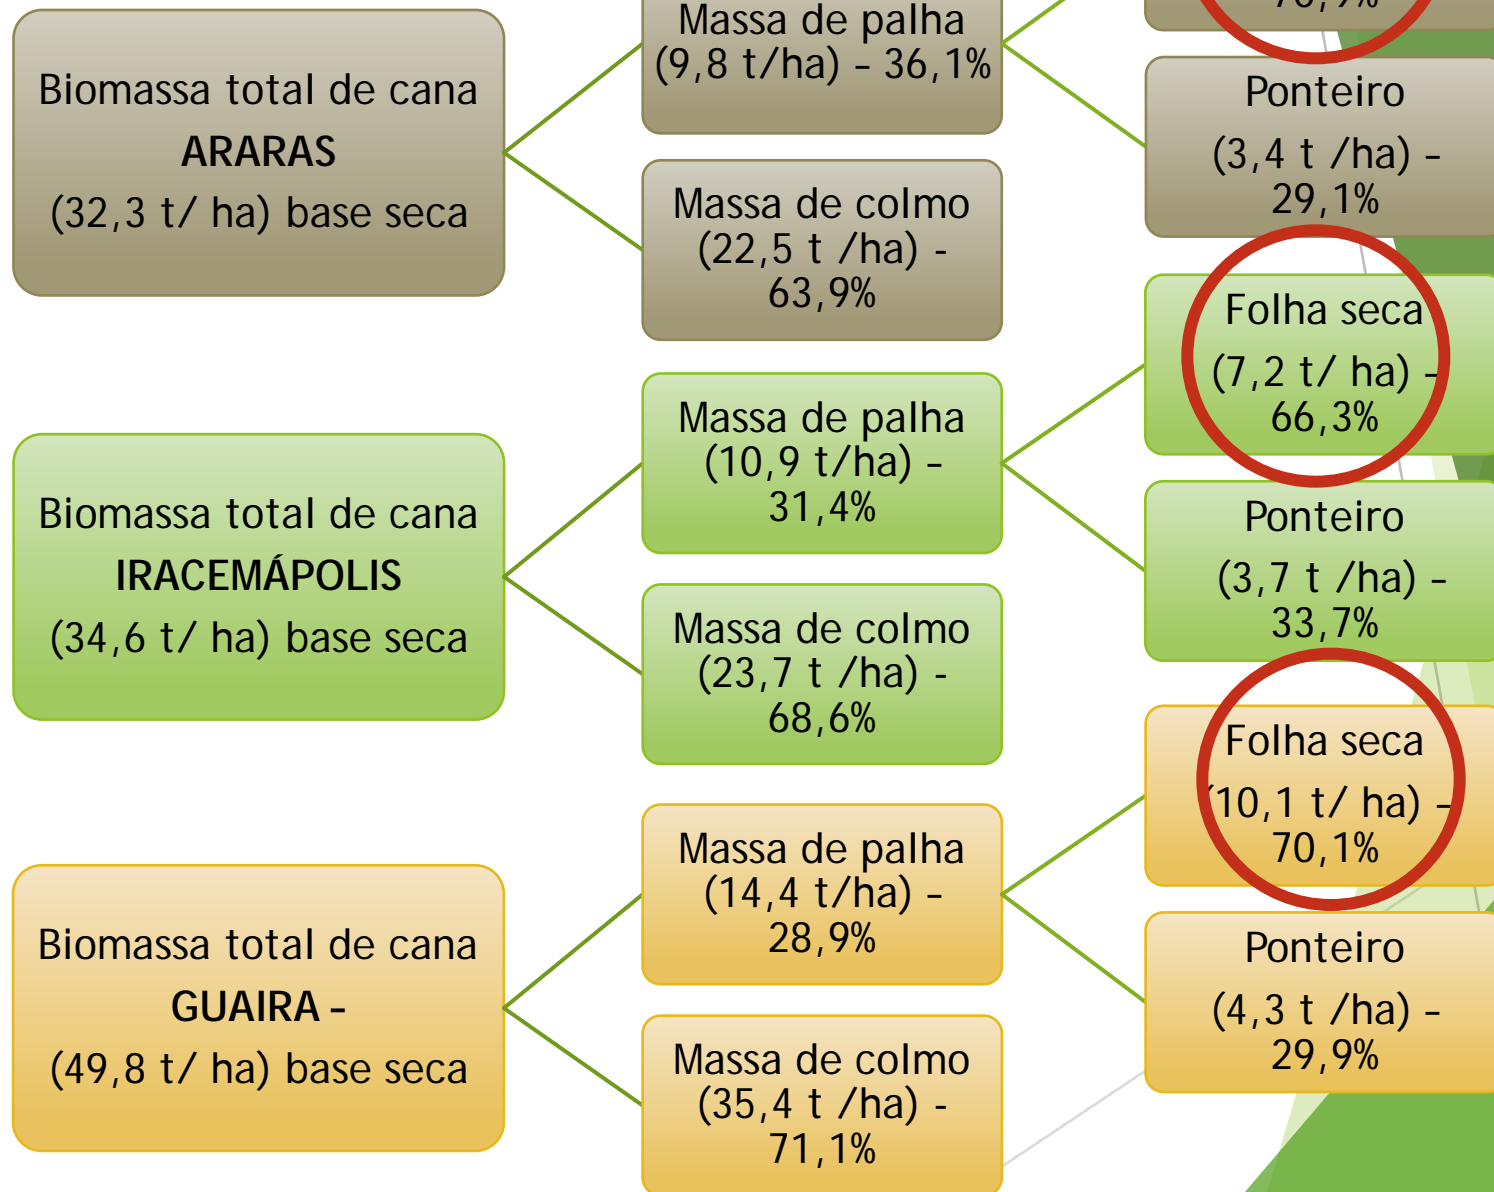 Biomassa total de cana
ARARAS
(32,3 t/ ha) base seca
Massa de palha
(9,8 t/ha) – 36,1%
Massa de colmo
(22,5 t /ha) -
63,9%
Ponteiro
(3,4 t /ha) –
29,1%
Biomassa total de cana
IRACEMÁPOLIS
(34,6 t/ ha) base seca
Massa de palha
(10,9 t/ha) –
31,4%
Massa de colmo
(23,7 t /ha) -
68,6%
Folha seca
(7,2 t/ ha) –
66,3%
Ponteiro
(3,7 t /ha) –
33,7%
Biomassa total de cana
GUAIRA –
(49,8 t/ ha) base seca
Massa de palha
(14,4 t/ha) –
28,9%
Massa de colmo
(35,4 t /ha) -
71,1%
Folha seca
(10,1 t/ ha) –
70,1%
Ponteiro
(4,3 t /ha) –
29,9%